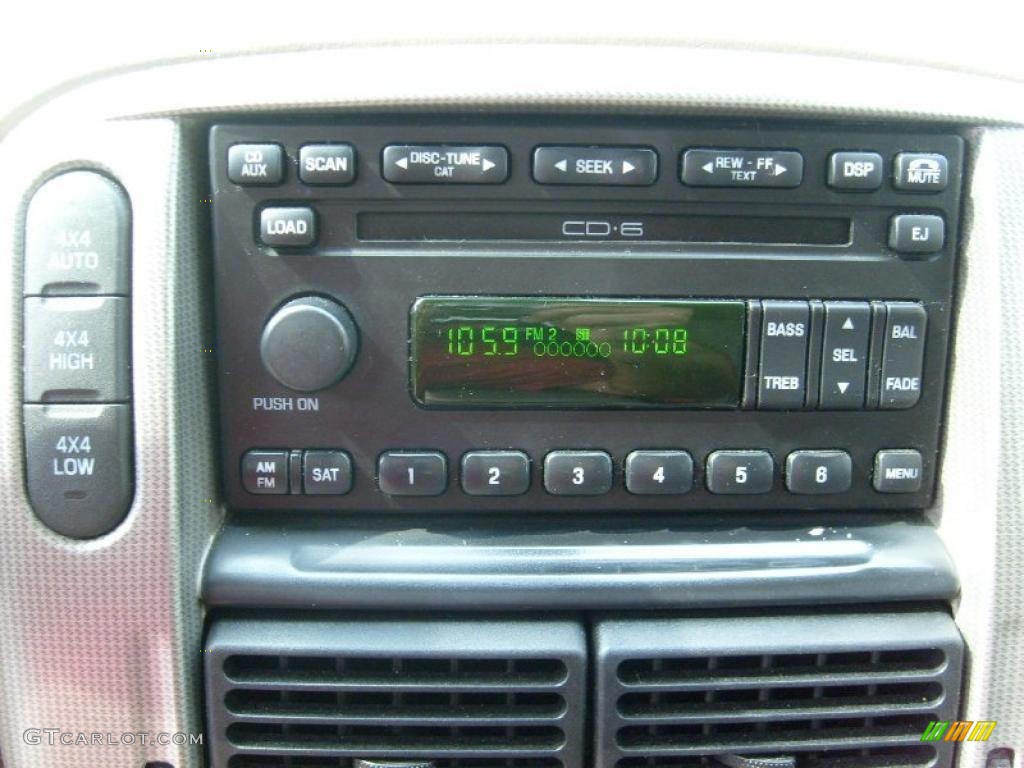 CD AUX
SCAN
DISC-TUNE
CAT
SEEK
REW - FF
TEXT
DSP
MUTE
LOAD
CD•6
EJ
4X4 AUTO
4X4 HIGH
4X4 LOW
105.9 FM 2 ST 10:08
PUSH ON
BASS
TREB
SEL
BAL
FADE
AM FM
SAT
1
2
3
4
5
6
MENU
GTCARLOT.COM